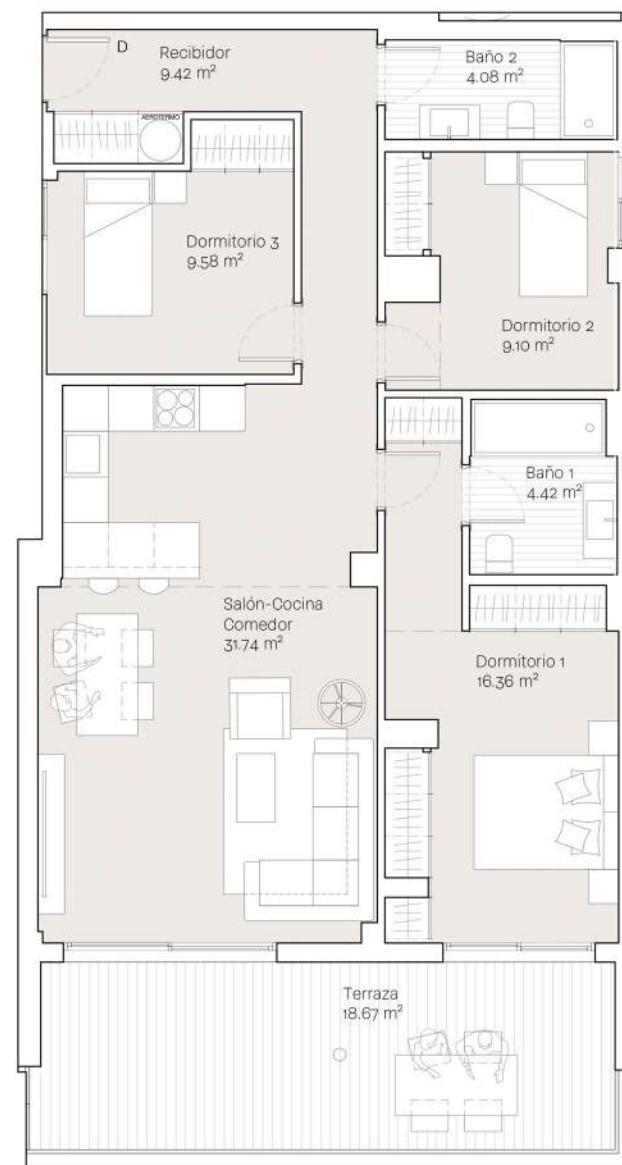 D
Recibidor
9.42 m²
Baño 2
4.08 m²
AEROTERMO
Dormitorio 3
9.58 m²
Dormitorio 2
9.10 m²
Baño 1
4.42 m²
Salón-Cocina
Comedor
31.74 m²
Dormitorio 1
16.36 m²
Terraza
18.67 m²